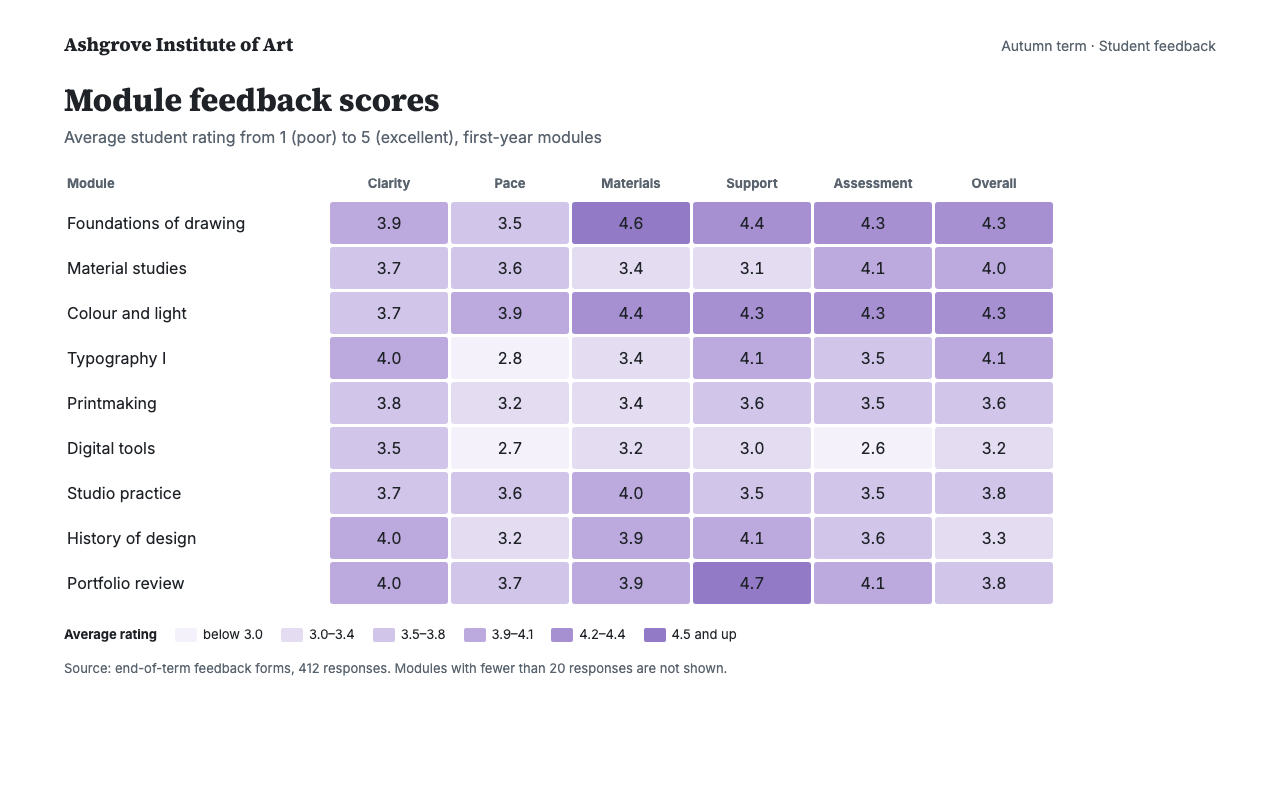 Ashgrove Institute of Art
Autumn term · Student feedback
Module feedback scores
Average student rating from 1 (poor) to 5 (excellent), first-year modules
Module Clarity Pace Materials Support Assessment Overall
Foundations of drawing 3.9 3.5 4.6 4.4 4.3 4.3
Material studies 3.7 3.6 3.4 3.1 4.1 4.0
Colour and light 3.7 3.9 4.4 4.3 4.3 4.3
Typography I 4.0 2.8 3.4 4.1 3.5 4.1
Printmaking 3.8 3.2 3.4 3.6 3.5 3.6
Digital tools 3.5 2.7 3.2 3.0 2.6 3.2
Studio practice 3.7 3.6 4.0 3.5 3.5 3.8
History of design 4.0 3.2 3.9 4.1 3.6 3.3
Portfolio review 4.0 3.7 3.9 4.7 4.1 3.8
Average rating below 3.0 3.0–3.4 3.5–3.8 3.9–4.1 4.2–4.4 4.5 and up
Source: end-of-term feedback forms, 412 responses. Modules with fewer than 20 responses are not shown.